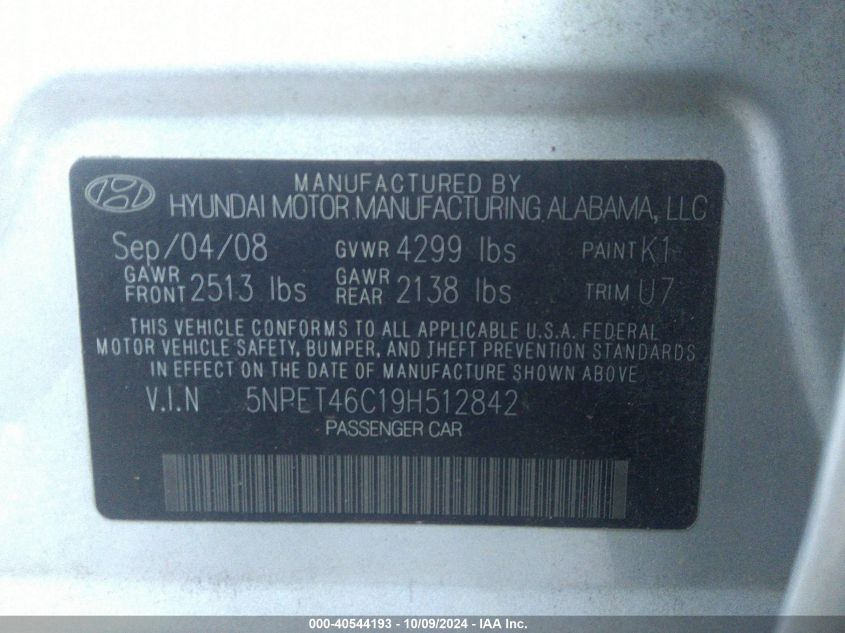 MANUFACTURED BY
HYUNDAI MOTOR MANUFACTURING ALABAMA, LLC
Sep/04/08 GVWR 4299 lbs PAINT K1
GAWR FRONT 2513 lbs GAWR REAR 2138 lbs TRIM U7
THIS VEHICLE CONFORMS TO ALL APPLICABLE U.S.A. FEDERAL
MOTOR VEHICLE SAFETY, BUMPER, AND THEFT PREVENTION STANDARDS
IN EFFECT ON THE DATE OF MANUFACTURE SHOWN ABOVE
V.I.N 5NPET46C19H512842
PASSENGER CAR
000-40544193 - 10/09/2024 - IAA Inc.